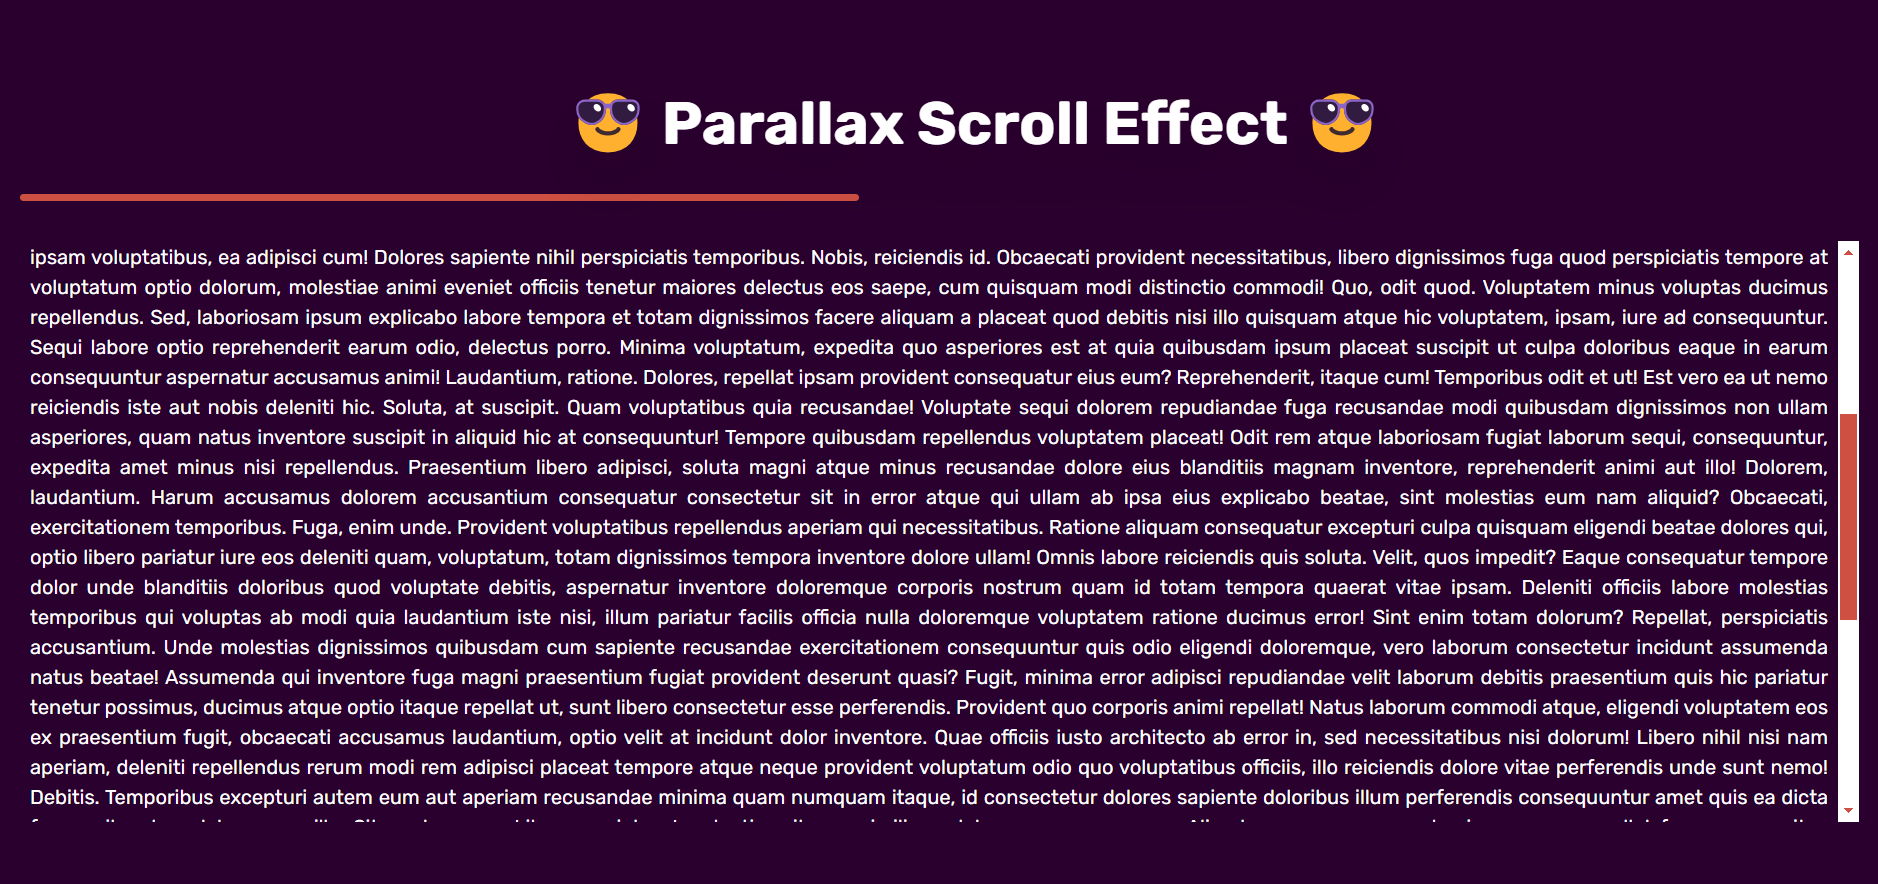 Parallax Scroll Effect
ipsam voluptatibus, ea adipisci cum! Dolores sapiente nihil perspiciatis temporibus. Nobis, reiciendis id. Obcaecati provident necessitatibus, libero dignissimos fuga quod perspiciatis tempore at
voluptatum optio dolorum, molestiae animi eveniet officiis tenetur maiores delectus eos saepe, cum quisquam modi distinctio commodi! Quo, odit quod. Voluptatem minus voluptas ducimus
repellendus. Sed, laboriosam ipsum explicabo labore tempora et totam dignissimos facere aliquam a placeat quod debitis nisi illo quisquam atque hic voluptatem, ipsam, iure ad consequuntur.
Sequi labore optio reprehenderit earum odio, delectus porro. Minima voluptatum, expedita quo asperiores est at quia quibusdam ipsum placeat suscipit ut culpa doloribus eaque in earum
consequuntur aspernatur accusamus animi! Laudantium, ratione. Dolores, repellat ipsam provident consequatur eius eum? Reprehenderit, itaque cum! Temporibus odit et ut! Est vero ea ut nemo
reiciendis iste aut nobis deleniti hic. Soluta, at suscipit. Quam voluptatibus quia recusandae! Voluptate sequi dolorem repudiandae fuga recusandae modi quibusdam dignissimos non ullam
asperiores, quam natus inventore suscipit in aliquid hic at consequuntur! Tempore quibusdam repellendus voluptatem placeat! Odit rem atque laboriosam fugiat laborum sequi, consequuntur,
expedita amet minus nisi repellendus. Praesentium libero adipisci, soluta magni atque minus recusandae dolore eius blanditiis magnam inventore, reprehenderit animi aut illo! Dolorem,
laudantium. Harum accusamus dolorem accusantium consequatur consectetur sit in error atque qui ullam ab ipsa eius explicabo beatae, sint molestias eum nam aliquid? Obcaecati,
exercitationem temporibus. Fuga, enim unde. Provident voluptatibus repellendus aperiam qui necessitatibus. Ratione aliquam consequatur excepturi culpa quisquam eligendi beatae dolores qui,
optio libero pariatur iure eos deleniti quam, voluptatum, totam dignissimos tempora inventore dolore ullam! Omnis labore reiciendis quis soluta. Velit, quos impedit? Eaque consequatur tempore
dolor unde blanditiis doloribus quod voluptate debitis, aspernatur inventore doloremque corporis nostrum quam id totam tempora quaerat vitae ipsam. Deleniti officiis labore molestias
temporibus qui voluptas ab modi quia laudantium iste nisi, illum pariatur facilis officia nulla doloremque voluptatem ratione ducimus error! Sint enim totam dolorum? Repellat, perspiciatis
accusantium. Unde molestias dignissimos quibusdam cum sapiente recusandae exercitationem consequuntur quis odio eligendi doloremque, vero laborum consectetur incidunt assumenda
natus beatae! Assumenda qui inventore fuga magni praesentium fugiat provident deserunt quasi? Fugit, minima error adipisci repudiandae velit laborum debitis praesentium quis hic pariatur
tenetur possimus, ducimus atque optio itaque repellat ut, sunt libero consectetur esse perferendis. Provident quo corporis animi repellat! Natus laborum commodi atque, eligendi voluptatem eos
ex praesentium fugit, obcaecati accusamus laudantium, optio velit at incidunt dolor inventore. Quae officiis iusto architecto ab error in, sed necessitatibus nisi dolorum! Libero nihil nisi nam
aperiam, deleniti repellendus rerum modi rem adipisci placeat tempore atque neque provident voluptatum odio quo voluptatibus officiis, illo reiciendis dolore vitae perferendis unde sunt nemo!
Debitis. Temporibus excepturi autem eum aut aperiam recusandae minima quam numquam itaque, id consectetur dolores sapiente doloribus illum perferendis consequuntur amet quis ea dicta